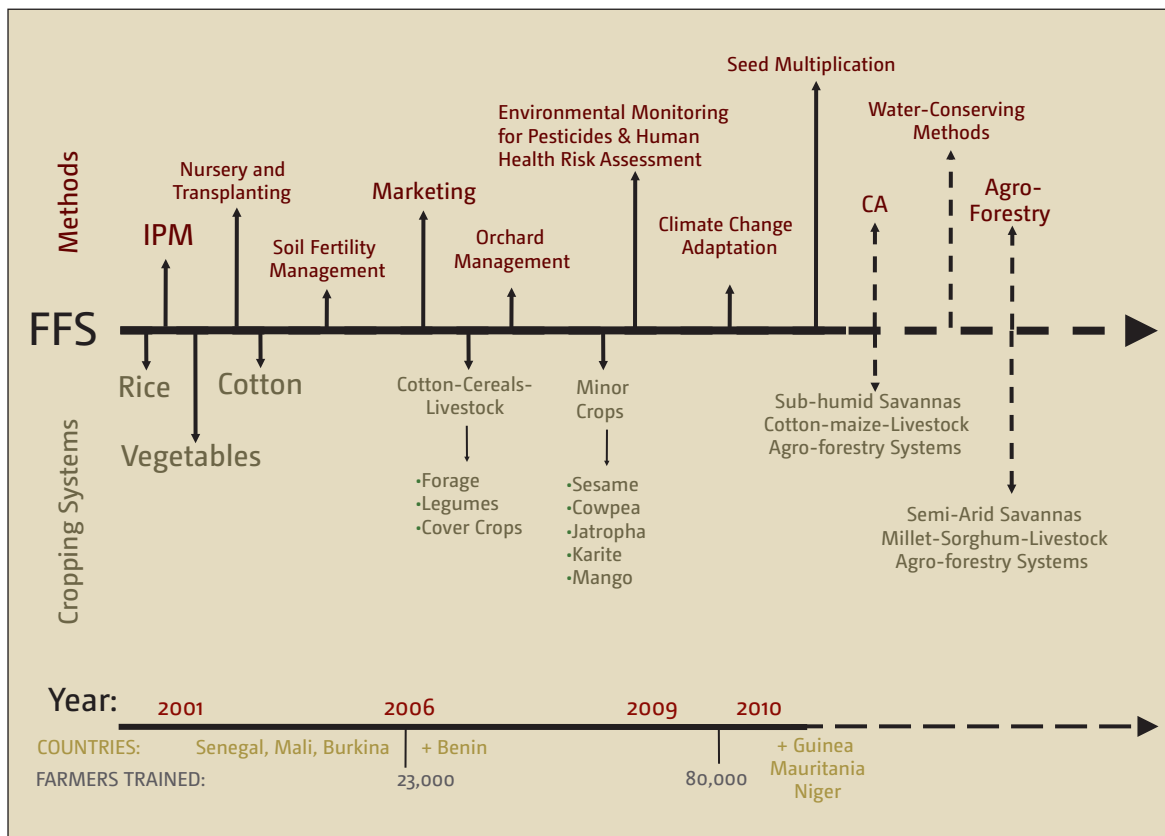 Seed Multiplication
Environmental Monitoring
for Pesticides & Human
Health Risk Assessment
Water-Conserving
Methods
Nursery and
Transplanting
Marketing
Agro-
Forestry
CA
IPM
Soil Fertility
Management
Orchard
Management
Climate Change
Adaptation
Methods
FFS
Rice
Cotton
Vegetables
Cotton-Cereals-
Livestock
•Forage
•Legumes
•Cover Crops
Minor
Crops
•Sesame
•Cowpea
•Jatropha
•Karite
•Mango
Sub-humid Savannas
Cotton-maize-Livestock
Agro-forestry Systems
Semi-Arid Savannas
Millet-Sorghum-Livestock
Agro-forestry Systems
Cropping Systems
Year:
2001 2006 2009 2010
COUNTRIES: Senegal, Mali, Burkina + Benin + Guinea
Mauritania
Niger
FARMERS TRAINED: 23,000 80,000